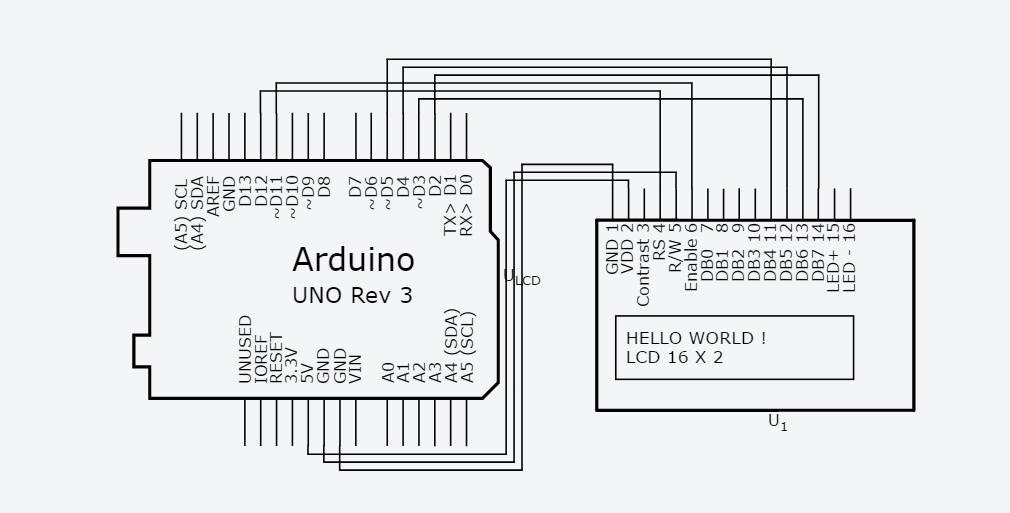 (A5) SCL
(A4) SDA
AREF
GND
D13
D12
~D11
~D10
~D9
D8
D7
~D6
~D5
D4
~D3
D2
TX> D1
RX> D0
Arduino
UNO Rev 3
UNUSED
IOREF
RESET
3.3V
5V
GND
GND
VIN
A0
A1
A2
A3
A4 (SDA)
A5 (SCL)
ULCD
GND 1
VDD 2
Contrast 3
RS 4
R/W 5
Enable 6
DB0 7
DB1 8
DB2 9
DB3 10
DB4 11
DB5 12
DB6 13
DB7 14
LED+ 15
LED - 16
HELLO WORLD !
LCD 16 X 2
U1